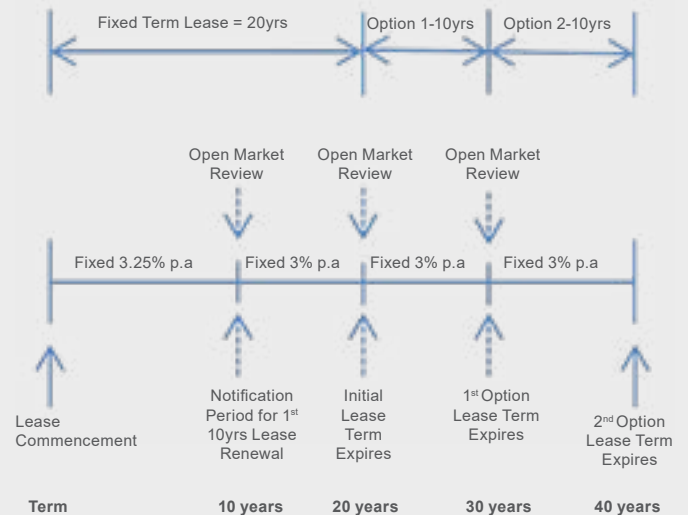 Fixed Term Lease = 20yrs
Option 1-10yrs
Option 2-10yrs
Open Market
Review
Open Market
Review
Open Market
Review
Fixed 3.25% p.a
Fixed 3% p.a
Fixed 3% p.a
Fixed 3% p.a
Lease
Commencement
Notification
Period for 1st
10yrs Lease
Renewal
Initial
Lease
Term
Expires
1st Option
Lease Term
Expires
2nd Option
Lease Term
Expires
Term
10 years
20 years
30 years
40 years